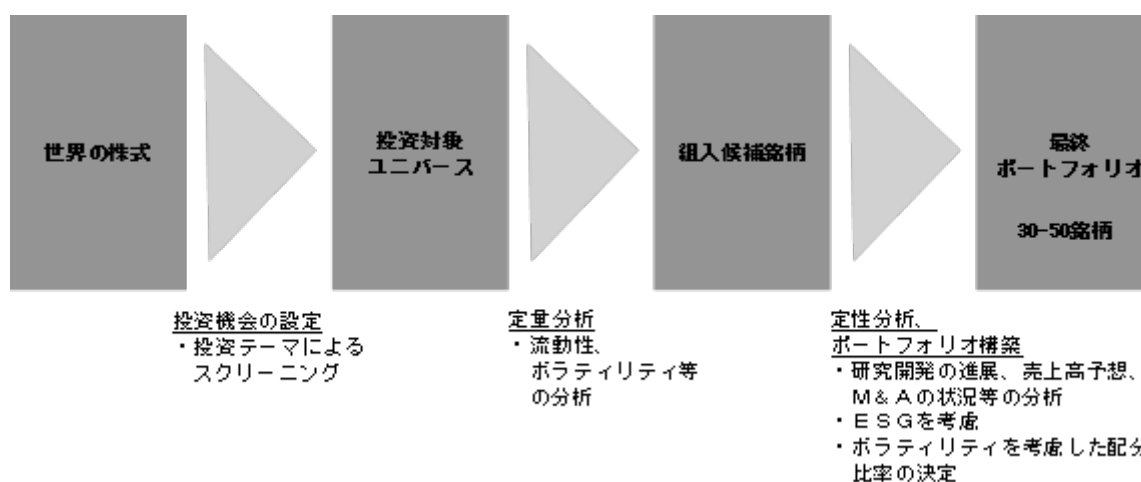 世界の株式
投資対象
ユニバース
組入候補銘柄
最終
ポートフォリオ
30-50銘柄
投資機会の設定
・投資テーマによる
スクリーニング
定量分析
・流動性、
ボラティリティ等
の分析
定性分析、
ポートフォリオ構築
・研究開発の進展、売上高予想、
M&Aの状況等の分析
・ESGを考慮
・ボラティリティを考慮した配分
比率の決定